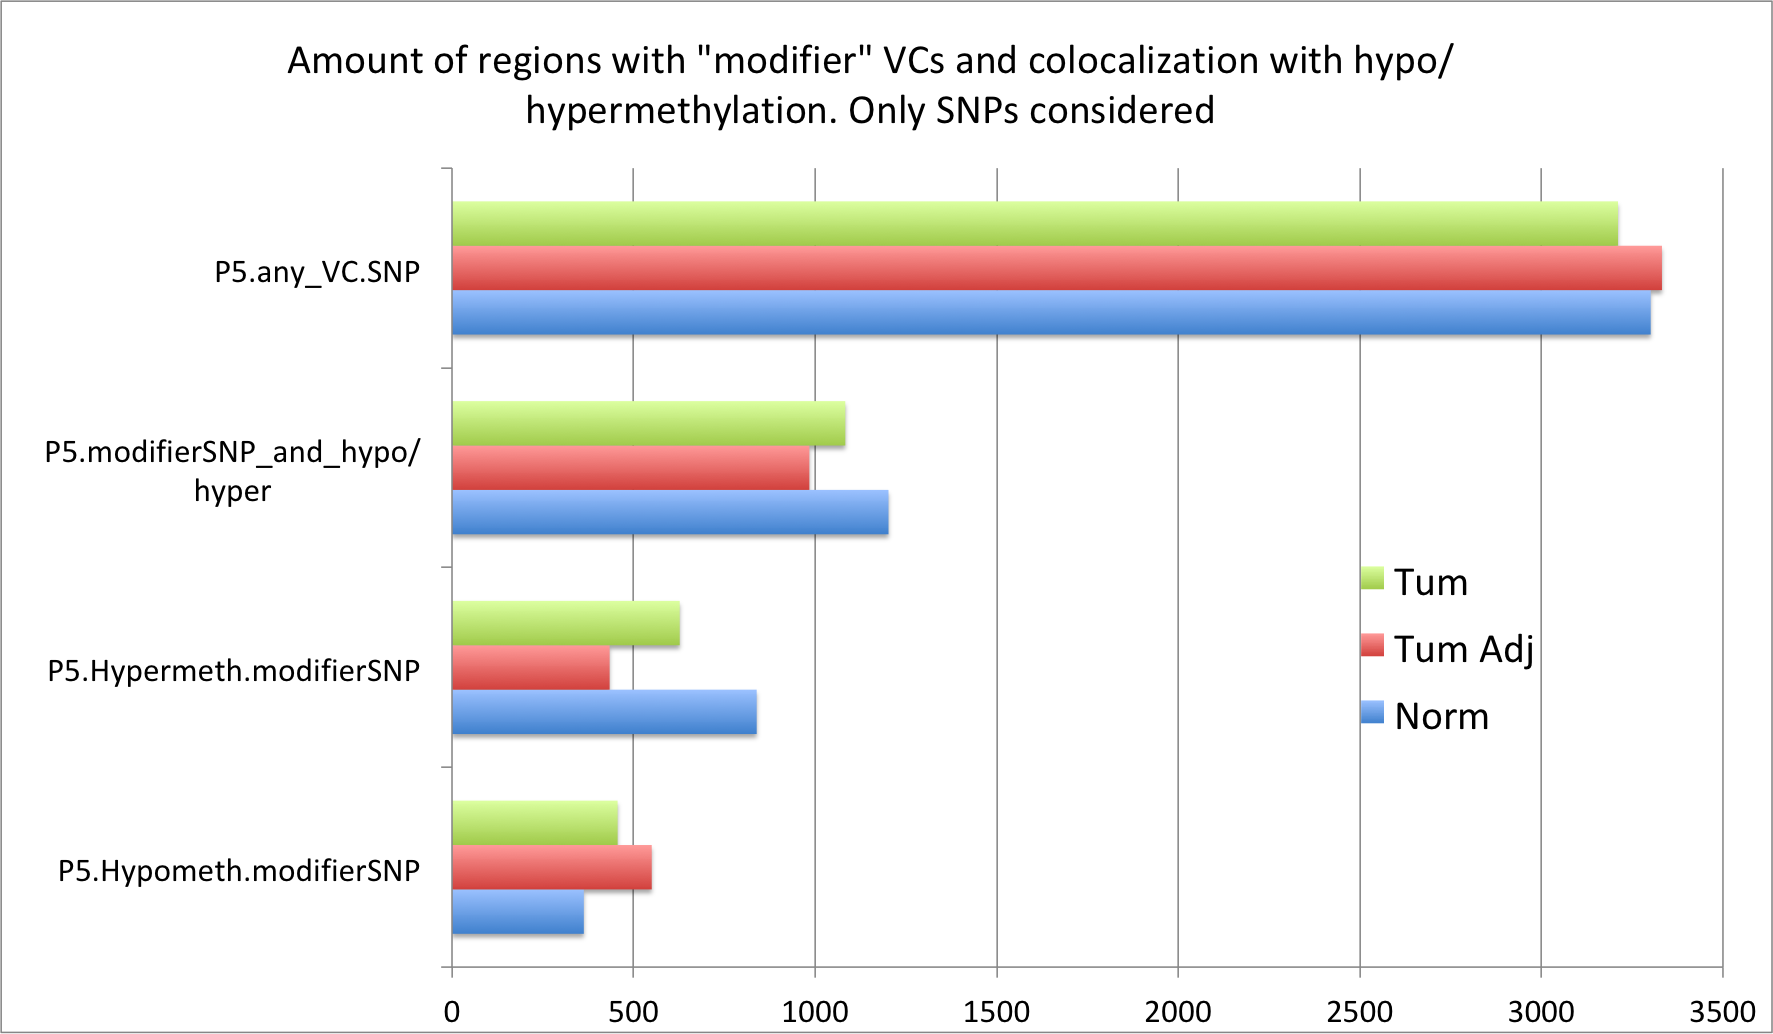 Amount of regions with "modifier" VCs and colocalization with hypo/
hypermethylation. Only SNPs considered
P5.any_VC.SNP
P5.modifierSNP_and_hypo/
hyper
P5.Hypermeth.modifierSNP
P5.Hypometh.modifierSNP
Tum
Tum Adj
Norm
0 500 1000 1500 2000 2500 3000 3500